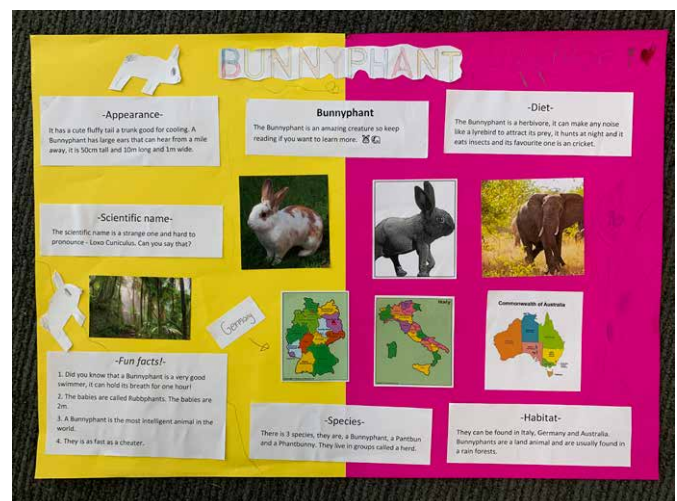 BUNNYPHANT
-Appearance-
It has a cute fluffy tail a trunk good for cooling. A
Bunnyphant has large ears that can hear from a mile
away, it is 50cm tall and 10m long and 1m wide.
Bunnyphant
The Bunnyphant is an amazing creature so keep
reading if you want to learn more.
-Diet-
The Bunnyphant is a herbivore, it can make any noise
like a lyrebird to attract its prey, it hunts at night and it
eats insects and its favourite one is an cricket.
-Scientific name-
The scientific name is a strange one and hard to
pronounce - Loxo Cuniculus. Can you say that?
Germany
Italy
Commonwealth of Australia
-Fun facts!-
1. Did you know that a Bunnyphant is a very good
swimmer, it can hold its breath for one hour!
2. The babies are called Rubbphants. The babies are
2m.
3. A Bunnyphant is the most intelligent animal in the
world.
4. They is as fast as a cheater.
-Species-
There is 3 species, they are, a Bunnyphant, a Pantbun
and a Phantbunny. They live in groups called a herd.
-Habitat-
They can be found in Italy, Germany and Australia.
Bunnyphants are a land animal and are usually found in
a rain forests.